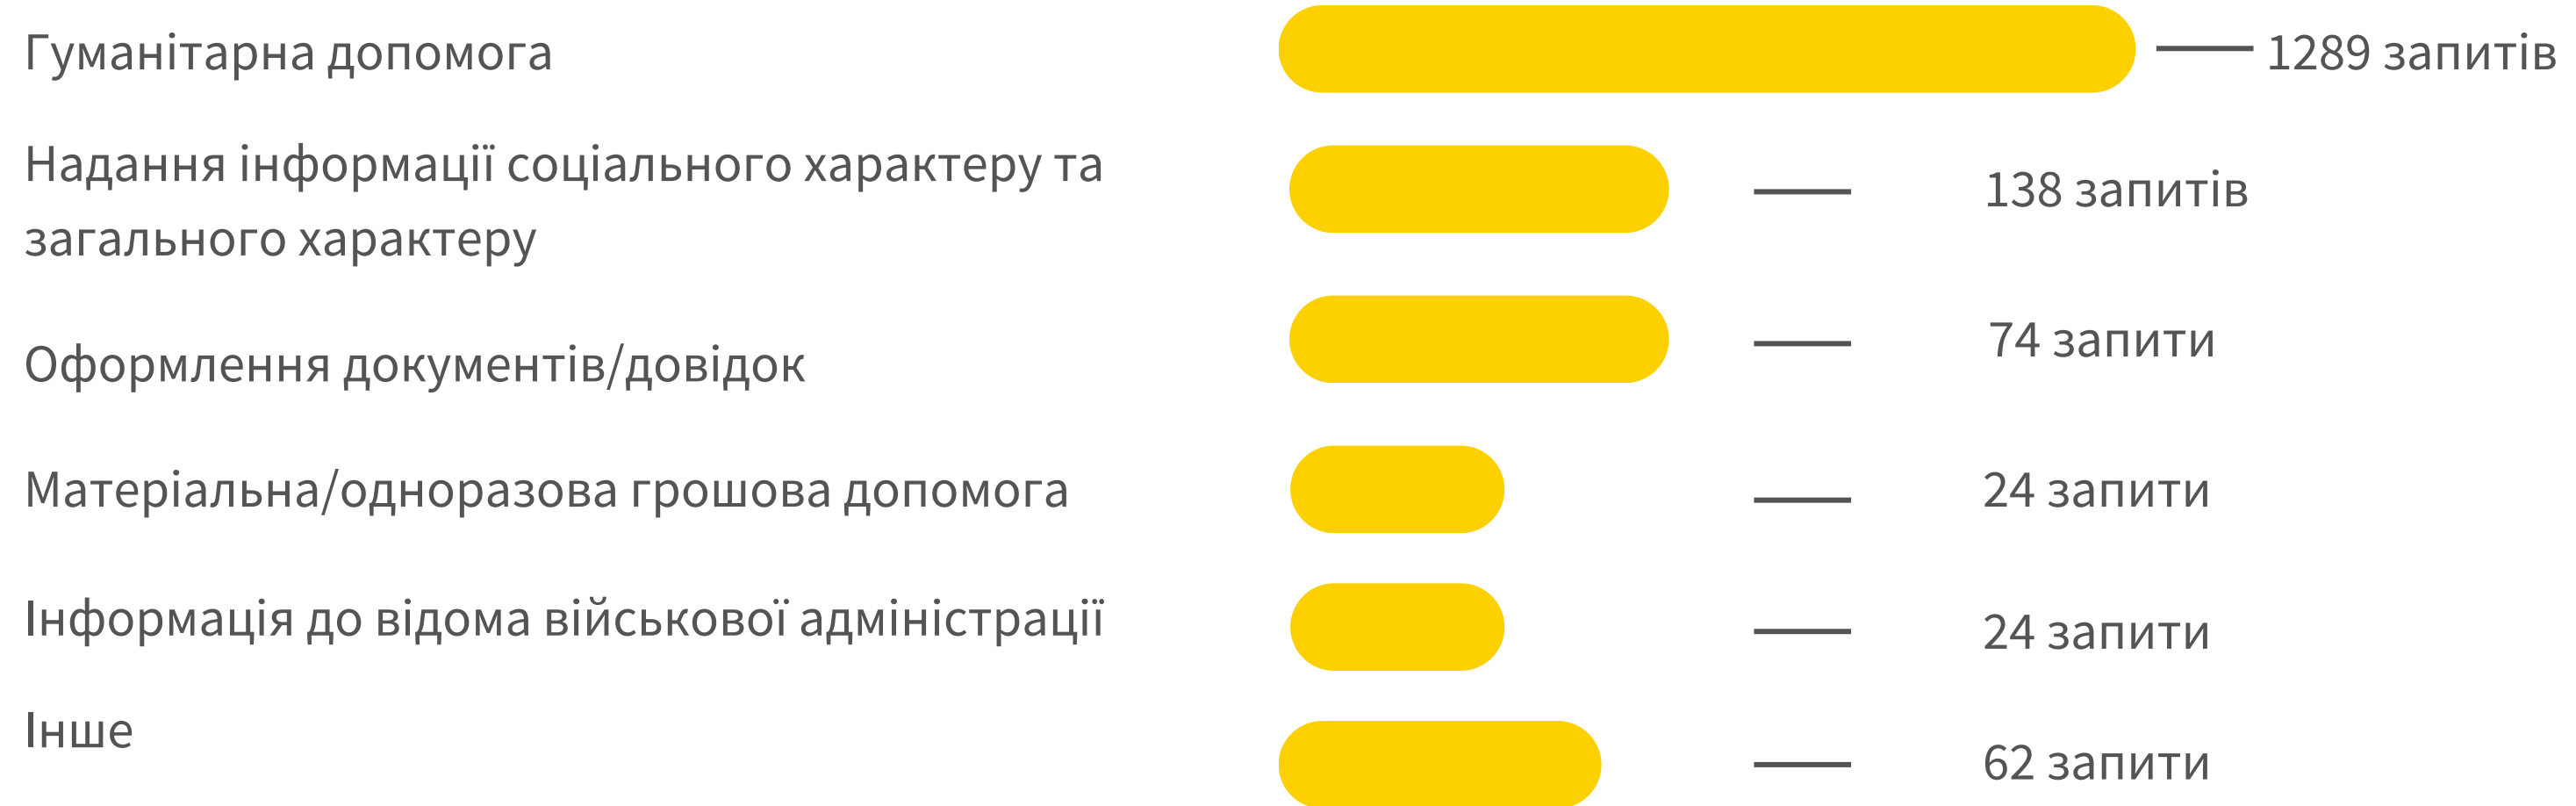 Гуманітарна допомога
1289 запитів
Надання інформації соціального характеру та
загального характеру
138 запитів
Оформлення документів/довідок
74 запити
Матеріальна/одноразова грошова допомога
24 запити
Інформація до відома військової адміністрації
24 запити
Інше
62 запити